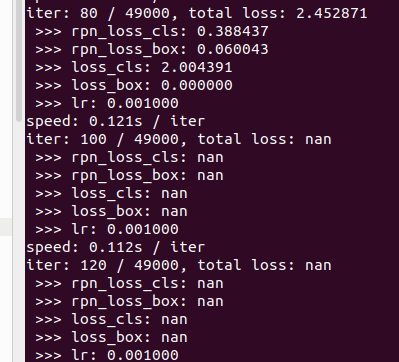 iter: 80 / 49000, total loss: 2.452871
>>> rpn_loss_cls: 0.388437
>>> rpn_loss_box: 0.060043
>>> loss_cls: 2.004391
>>> loss_box: 0.000000
>>> lr: 0.001000
speed: 0.121s / iter
iter: 100 / 49000, total loss: nan
>>> rpn_loss_cls: nan
>>> rpn_loss_box: nan
>>> loss_cls: nan
>>> loss_box: nan
>>> lr: 0.001000
speed: 0.112s / iter
iter: 120 / 49000, total loss: nan
>>> rpn_loss_cls: nan
>>> rpn_loss_box: nan
>>> loss_cls: nan
>>> loss_box: nan
>>> lr: 0.001000